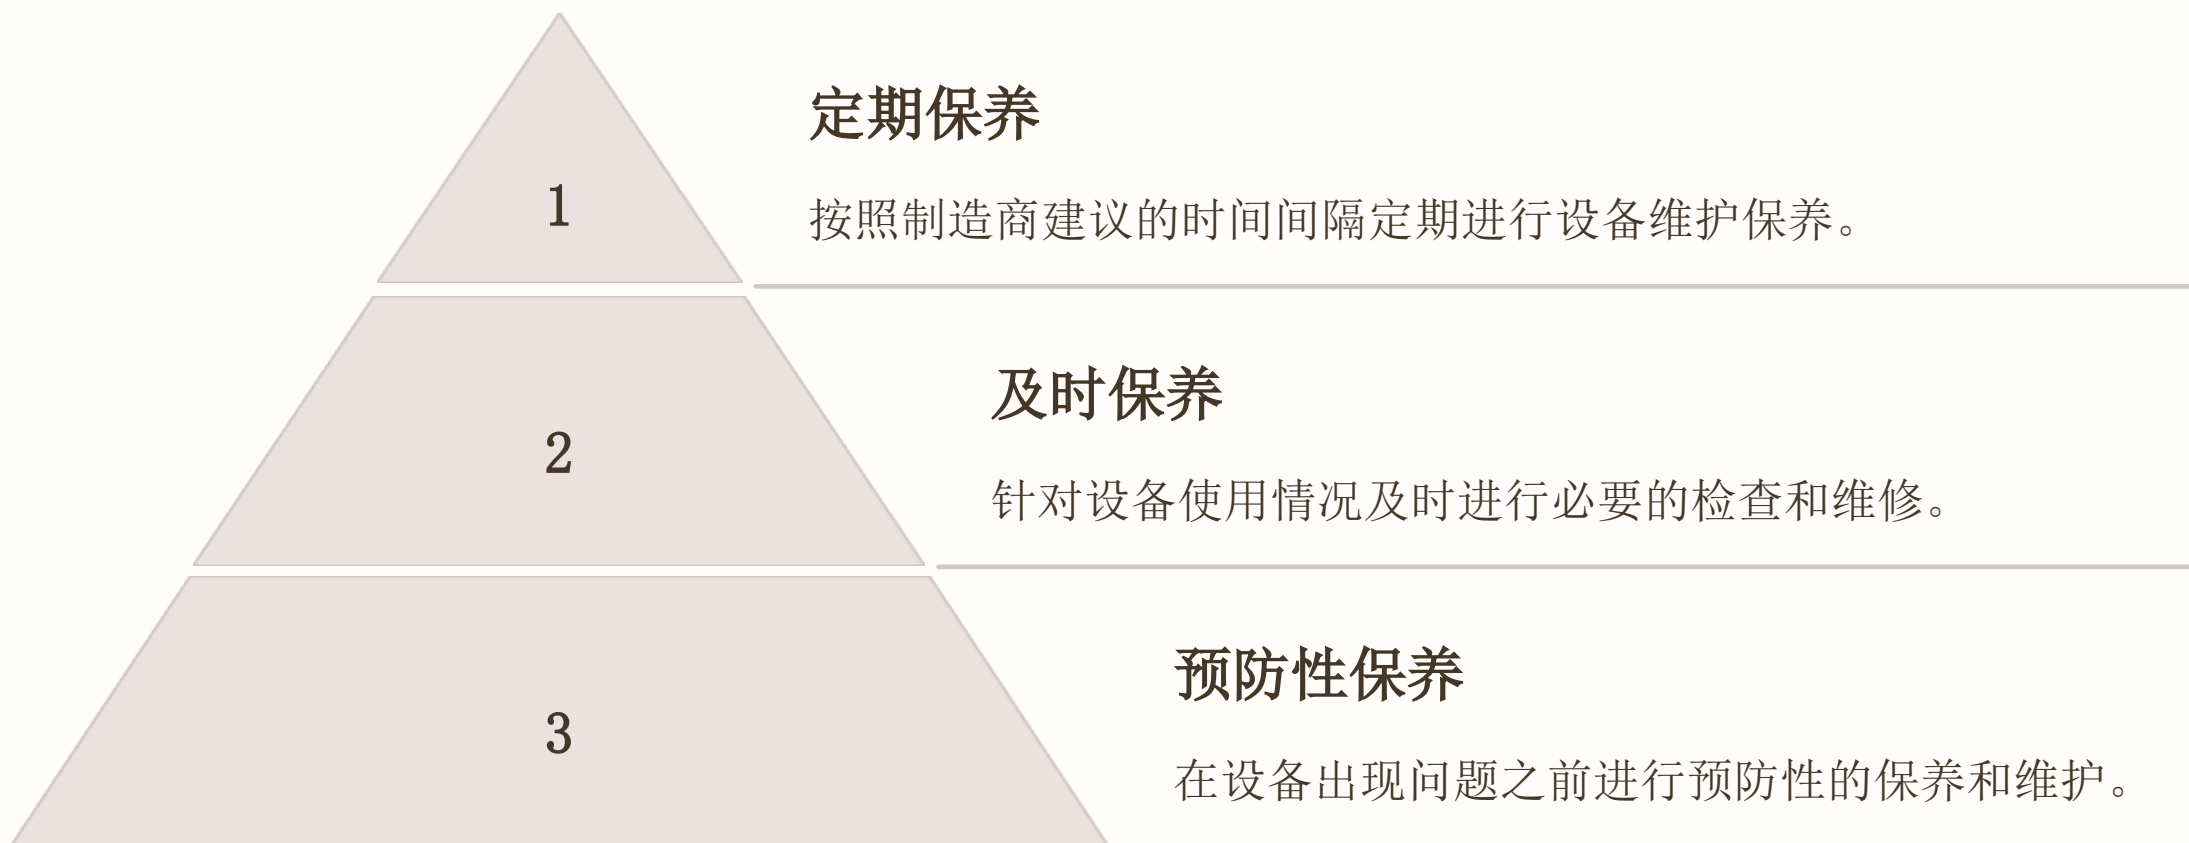 定期保养
1
按照制造商建议的时间间隔定期进行设备维护保养。
及时保养
2
针对设备使用情况及时进行必要的检查和维修。
预防性保养
3
在设备出现问题之前进行预防性的保养和维护。